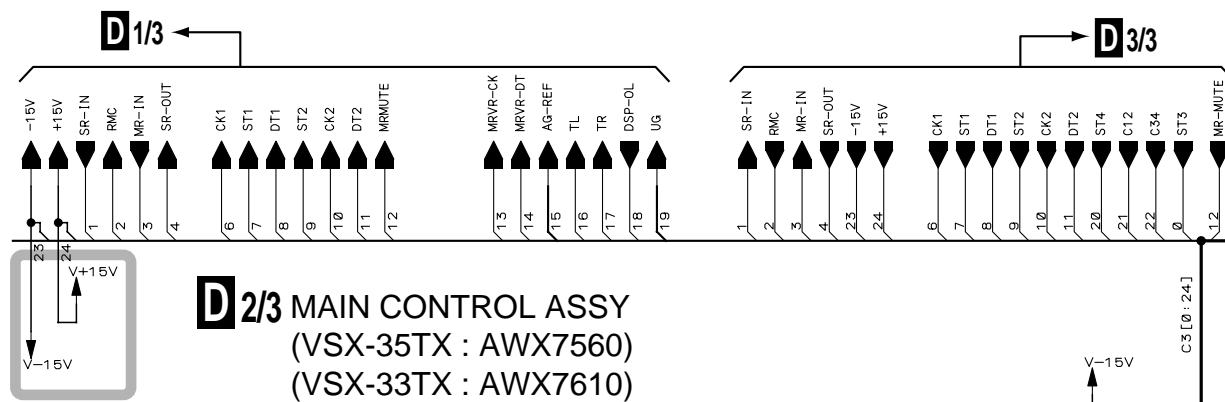 D 1/3
D 3/3
-15V
+15V
SR-IN
RMC
MR-IN
SR-OUT
CK1
ST1
DT1
ST2
CK2
DT2
MRMUTE
MRVR-CK
MRVR-DT
AG-REF
TL
TR
DSP-OL
UG
SR-IN
RMC
MR-IN
SR-OUT
-15V
+15V
CK1
ST1
DT1
ST2
CK2
DT2
ST4
C12
C34
ST3
MR-MUTE
23
24
1
2
3
4
6
7
8
9
10
11
12
13
14
15
16
17
18
19
1
2
3
4
23
24
6
7
8
9
10
11
20
21
22
0
12
V+15V
V-15V
D 2/3 MAIN CONTROL ASSY
(VSX-35TX : AWX7560)
(VSX-33TX : AWX7610)
C3[0:24]
V-15V